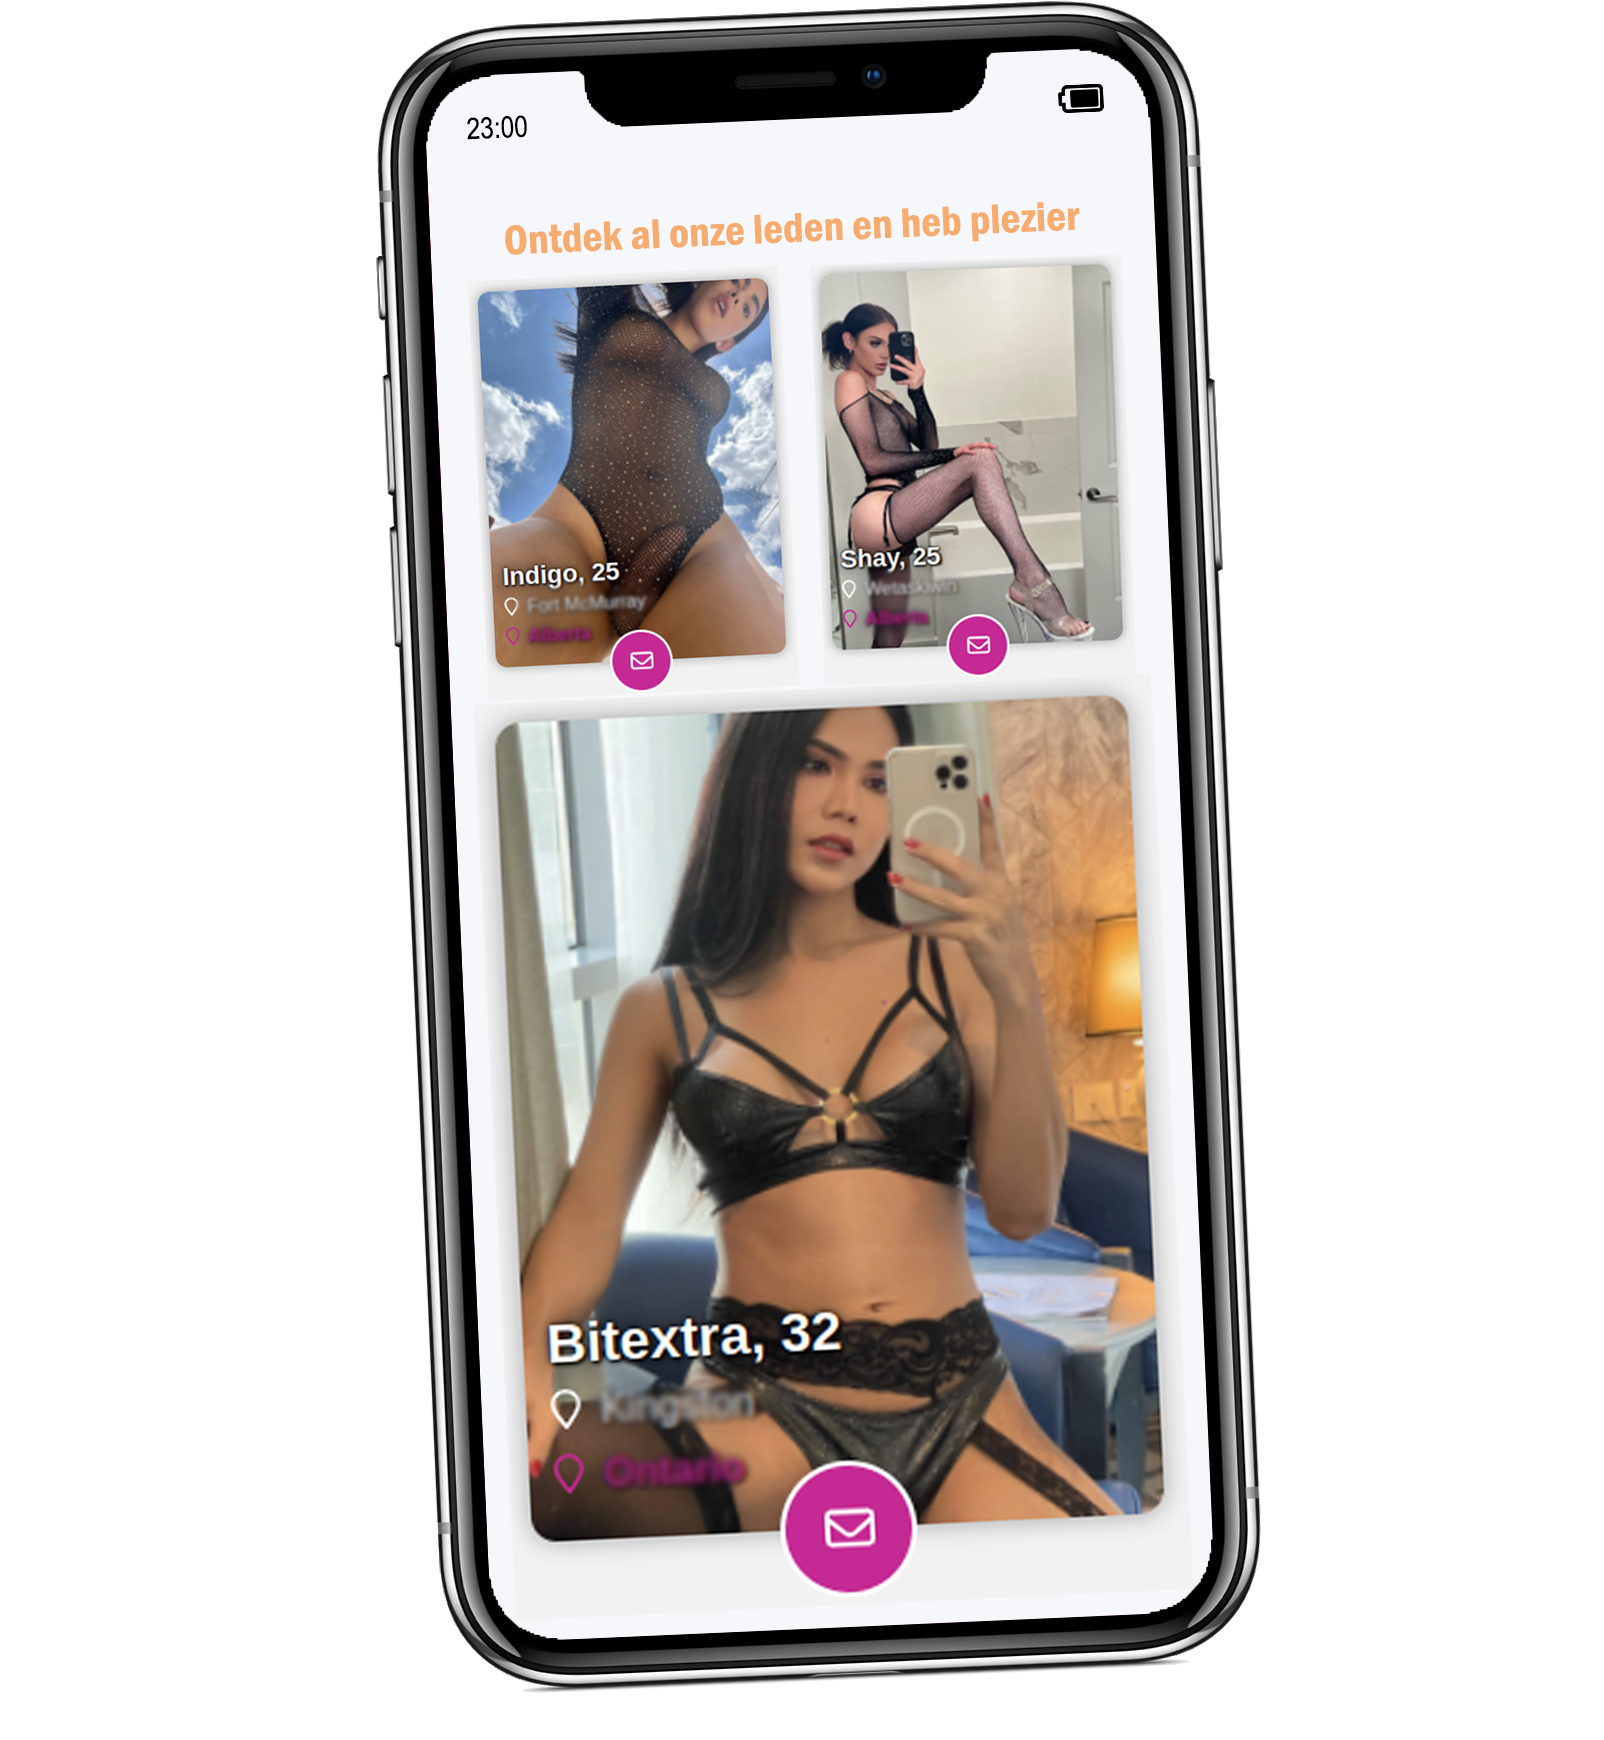 23:00
Ontdek al onze leden en heb plezier
Indigo, 25
Fort McMurray
Alberta
Shay, 25
Wetaskiwin
Alberta
Bitextra, 32
Kingston
Ontario